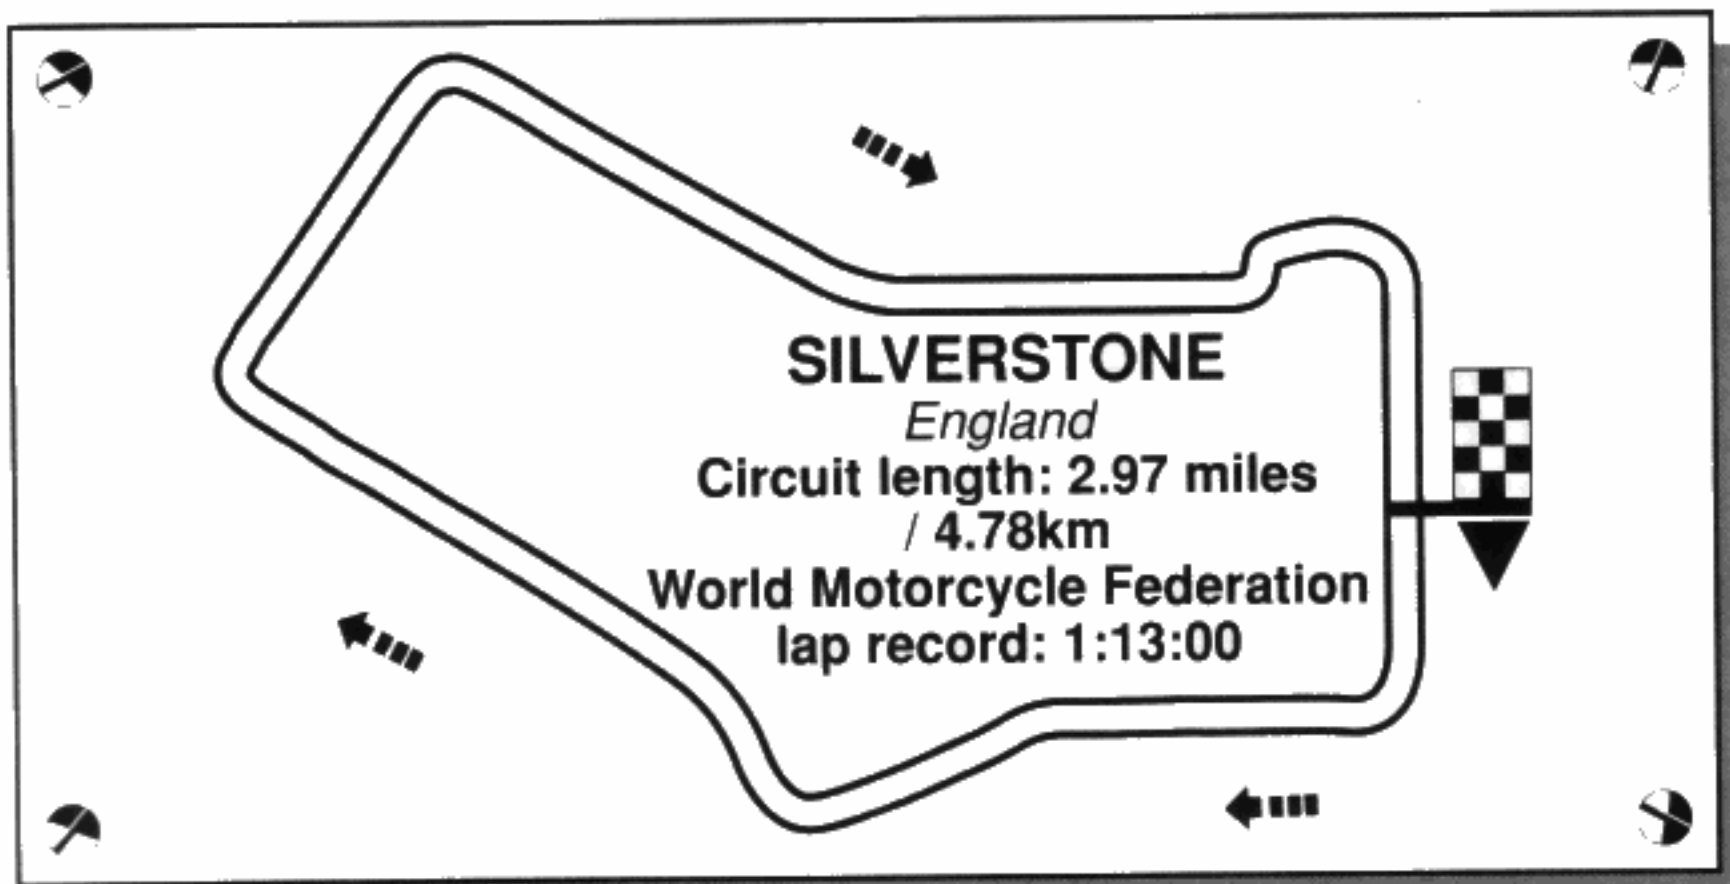 SILVERSTONE
England
Circuit length: 2.97 miles
/ 4.78km
World Motorcycle Federation
lap record: 1:13:00